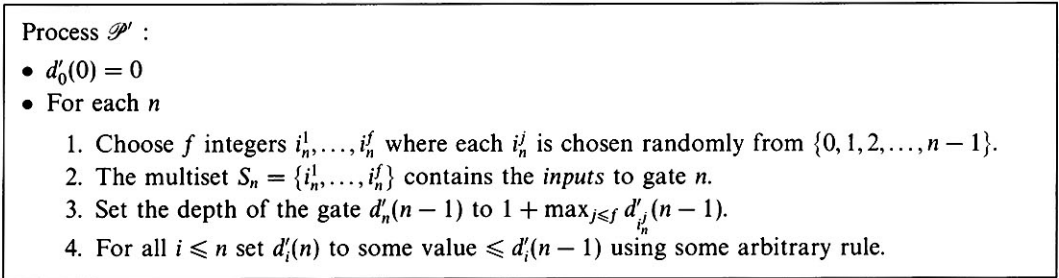 Process 𝒫′ :
• d′₀(0) = 0
• For each n
1. Choose f integers i¹ₙ,...,iᶠₙ where each iʲₙ is chosen randomly from {0, 1, 2, ..., n − 1}.
2. The multiset Sₙ = {i¹ₙ,...,iᶠₙ} contains the inputs to gate n.
3. Set the depth of the gate d′ₙ(n − 1) to 1 + max_{j⩽f} d′_{iʲₙ}(n − 1).
4. For all i ⩽ n set d′ᵢ(n) to some value ⩽ d′ᵢ(n − 1) using some arbitrary rule.